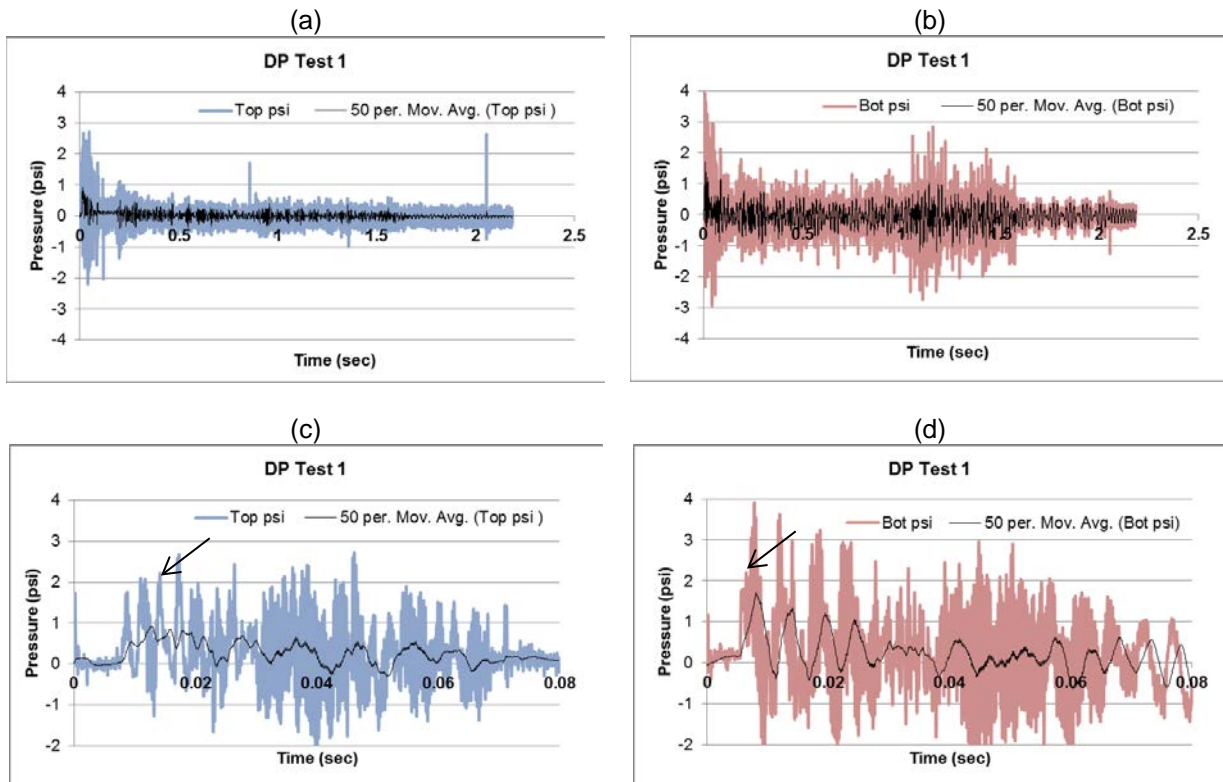 (a)
DP Test 1
Top psi 50 per. Mov. Avg. (Top psi )
4
3
2
1
0
-1
-2
-3
-4
0 0.5 1 1.5 2 2.5
Pressure (psi)
Time (sec)
(b)
DP Test 1
Bot psi 50 per. Mov. Avg. (Bot psi)
4
3
2
1
0
-1
-2
-3
-4
0 0.5 1 1.5 2 2.5
Pressure (psi)
Time (sec)
(c)
DP Test 1
Top psi 50 per. Mov. Avg. (Top psi )
4
3
2
1
0
-1
-2
0 0.02 0.04 0.06 0.08
Pressure (psi)
Time (sec)
(d)
DP Test 1
Bot psi 50 per. Mov. Avg. (Bot psi)
4
3
2
1
0
-1
-2
0 0.02 0.04 0.06 0.08
Pressure (psi)
Time (sec)